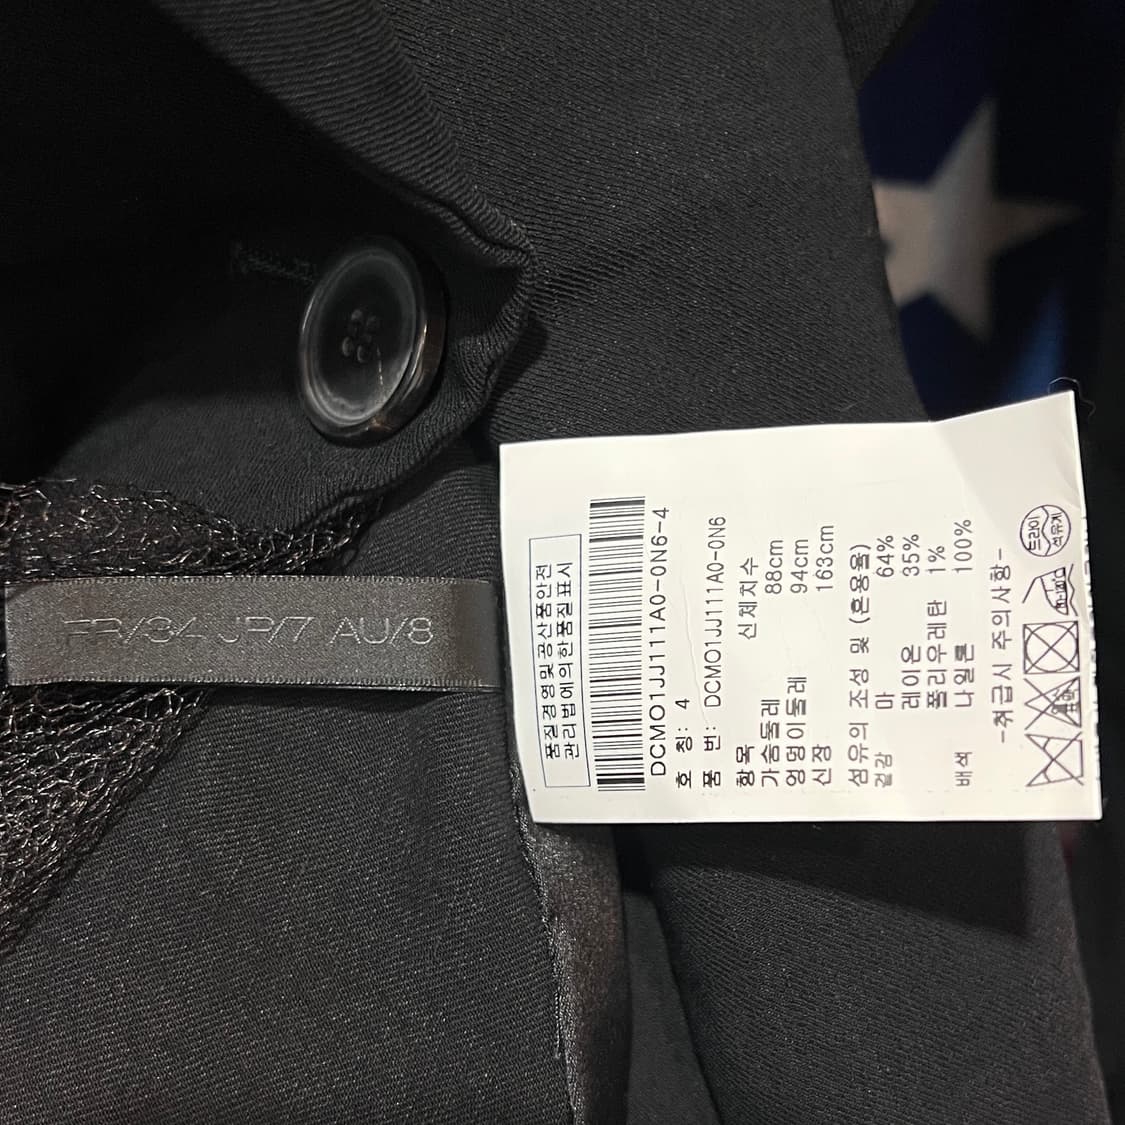 FR/34 JP/7 AU/8
품질경영및공산품안전
관리법에의한품질표시
DCMO1JJ111A0-0N6-4
호 칭: 4
품 번: DCMO1JJ111A0-0N6
항목 신체치수
가슴둘레 88cm
엉덩이둘레 94cm
신장 163cm
섬유의 조성 및 (혼용율)
겉감 마 64%
레이온 35%
폴리우레탄 1%
배색 나일론 100%
-취급시 주의사항-
드라이
석유계